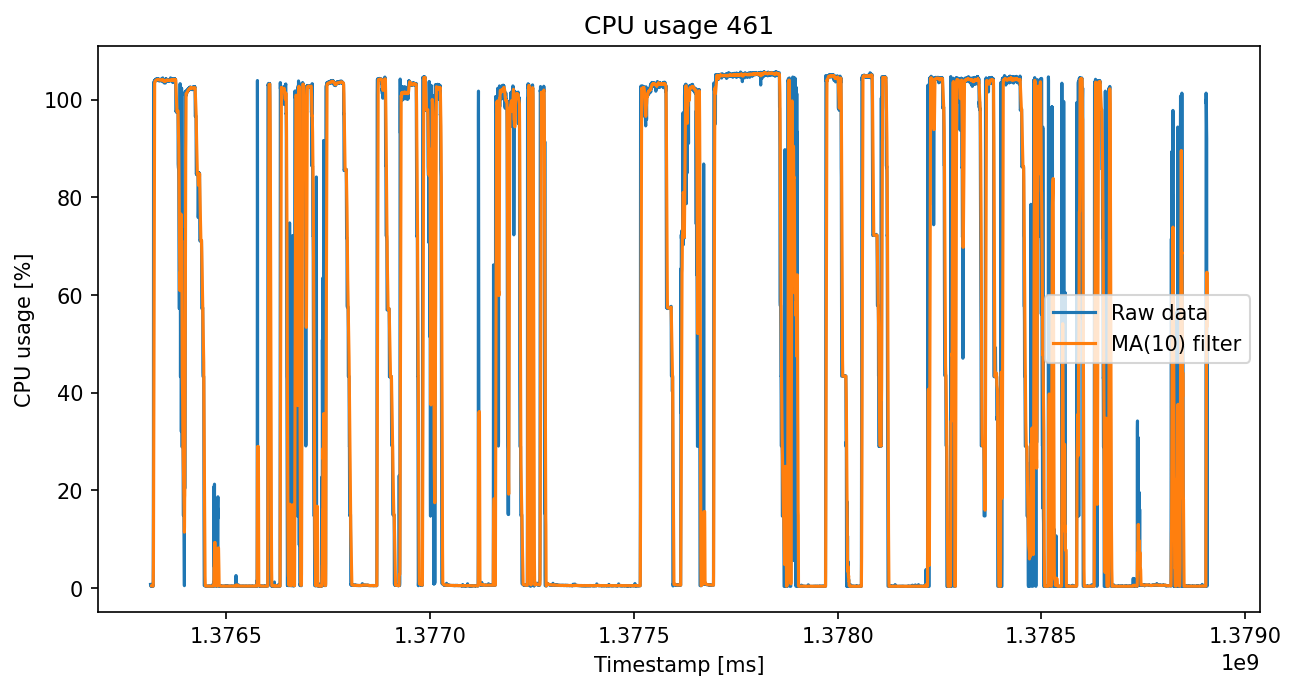 CPU usage 461
CPU usage [%]
100
80
60
40
20
0
Raw data
MA(10) filter
1.3765 1.3770 1.3775 1.3780 1.3785 1.3790
1e9
Timestamp [ms]